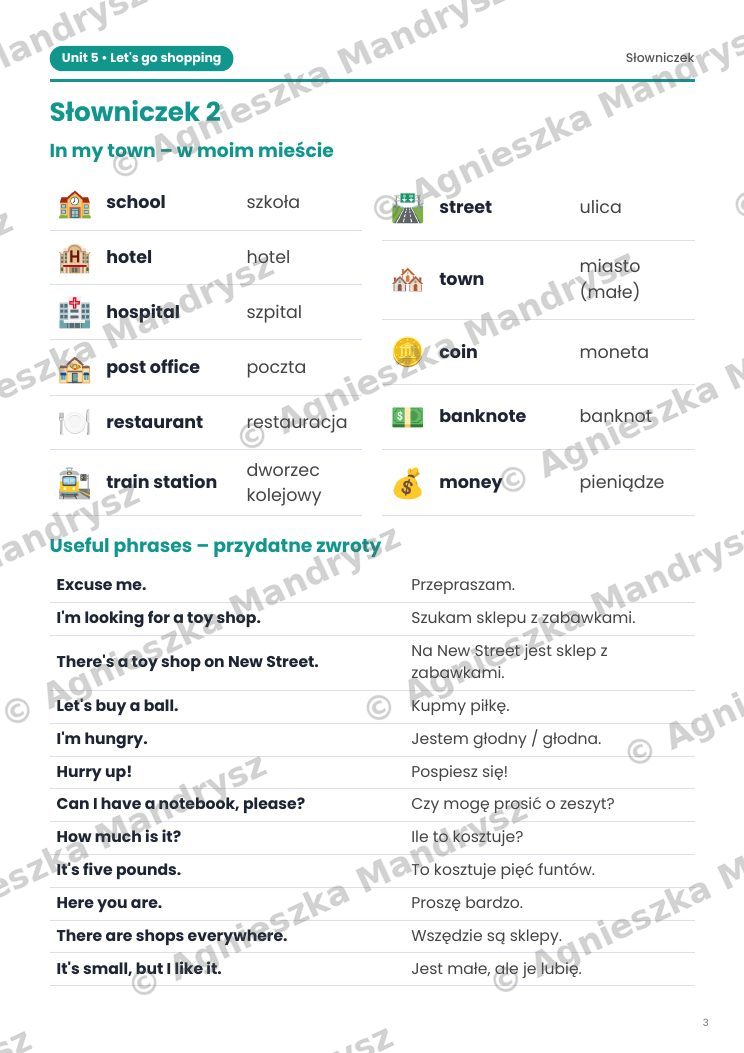 Unit 5 • Let's go shopping
Słowniczek
Słowniczek 2
In my town – w moim mieście
school szkoła
hotel hotel
hospital szpital
post office poczta
restaurant restauracja
train station dworzec
kolejowy
street ulica
town miasto
(małe)
coin moneta
banknote banknot
money pieniądze
Useful phrases – przydatne zwroty
Excuse me. Przepraszam.
I'm looking for a toy shop. Szukam sklepu z zabawkami.
There's a toy shop on New Street. Na New Street jest sklep z
zabawkami.
Let's buy a ball. Kupmy piłkę.
I'm hungry. Jestem głodny / głodna.
Hurry up! Pospiesz się!
Can I have a notebook, please? Czy mogę prosić o zeszyt?
How much is it? Ile to kosztuje?
It's five pounds. To kosztuje pięć funtów.
Here you are. Proszę bardzo.
There are shops everywhere. Wszędzie są sklepy.
It's small, but I like it. Jest małe, ale je lubię.
3
© Agnieszka Mandrysz